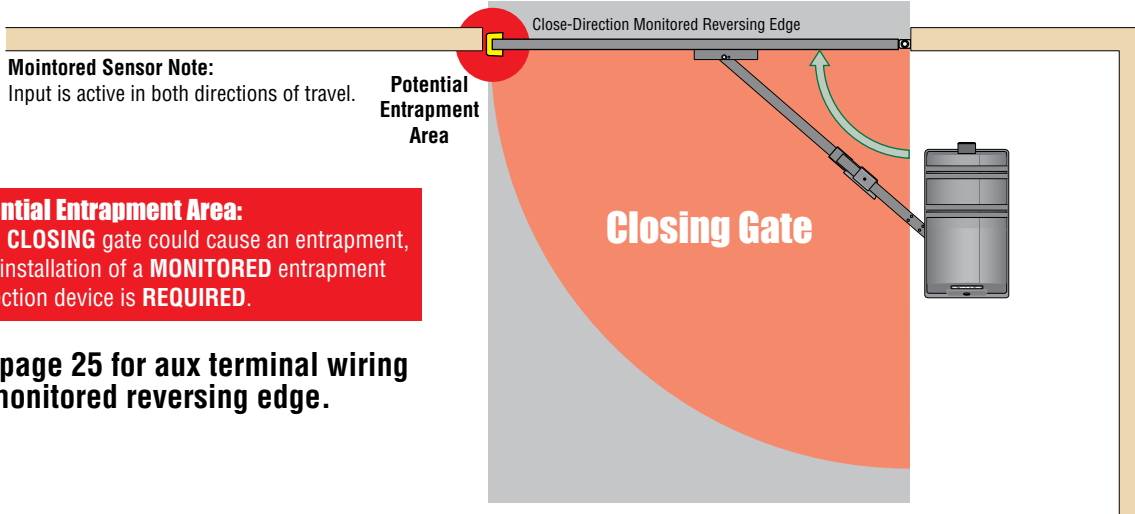 Close-Direction Monitored Reversing Edge
Mointored Sensor Note:
Input is active in both directions of travel.
Potential
Entrapment
Area
ntial Entrapment Area:
CLOSING gate could cause an entrapment,
installation of a MONITORED entrapment
ection device is REQUIRED.
Closing Gate
page 25 for aux terminal wiring
onitored reversing edge.